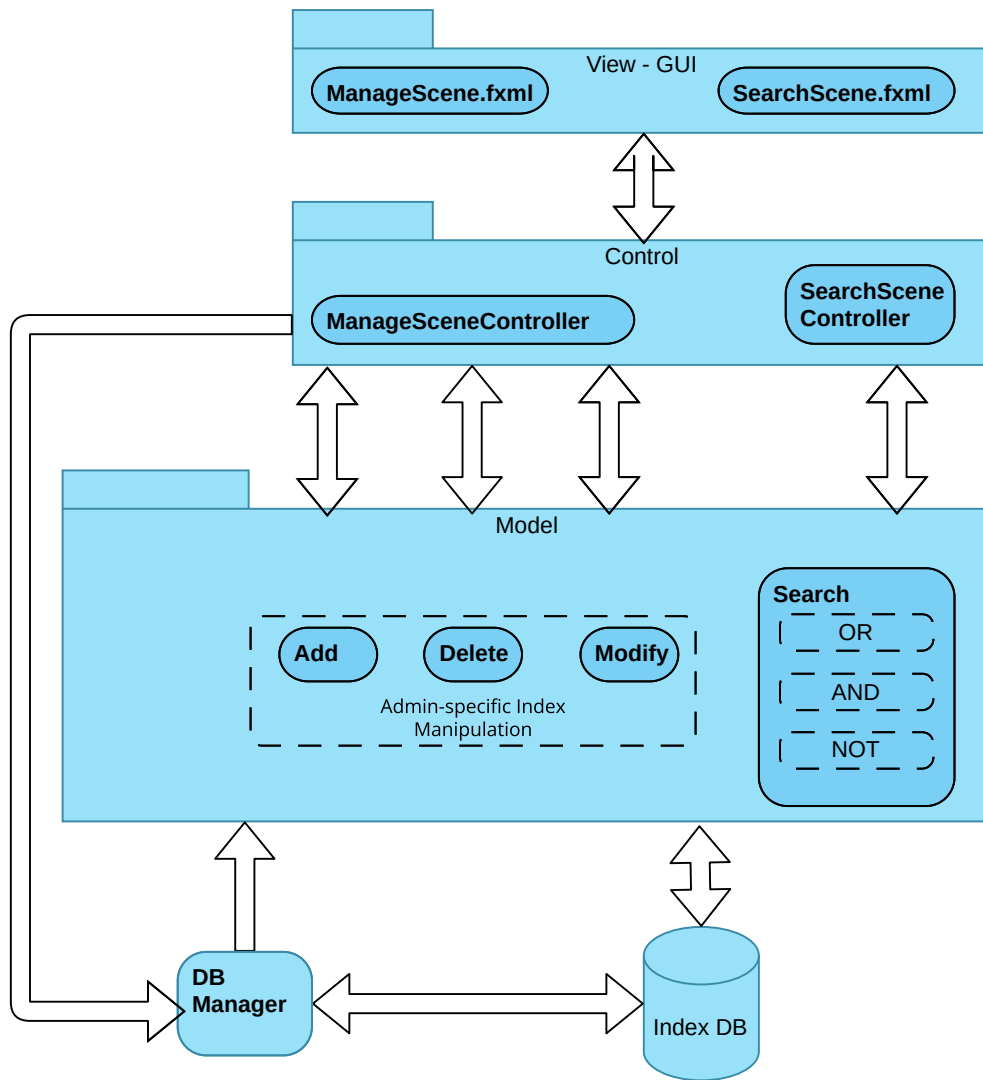 View - GUI
ManageScene.fxml
SearchScene.fxml
Control
ManageSceneController
SearchScene
Controller
Model
Search
OR
AND
NOT
Add
Delete
Modify
Admin-specific Index
Manipulation
DB
Manager
Index DB